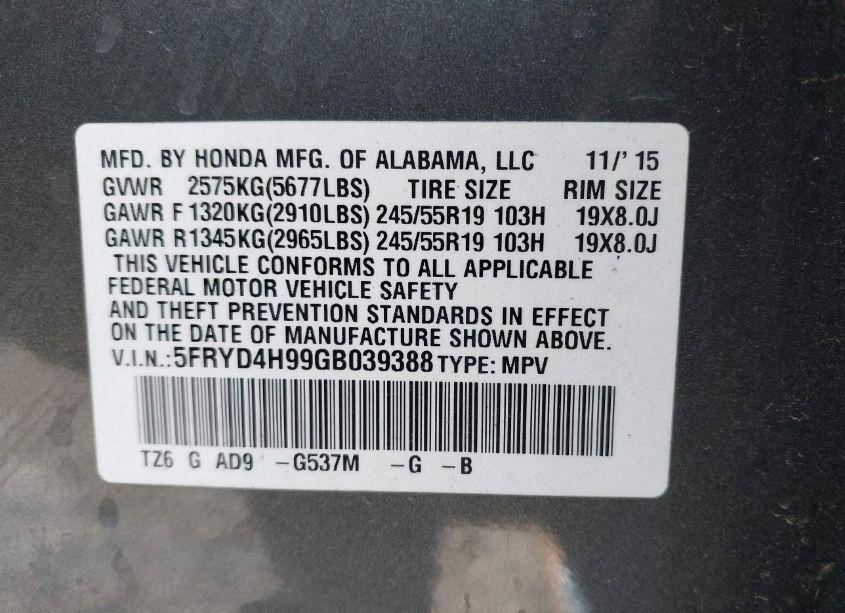 MFD. BY HONDA MFG. OF ALABAMA, LLC 11/' 15
GVWR 2575KG(5677LBS) TIRE SIZE RIM SIZE
GAWR F 1320KG(2910LBS) 245/55R19 103H 19X8.0J
GAWR R 1345KG(2965LBS) 245/55R19 103H 19X8.0J
THIS VEHICLE CONFORMS TO ALL APPLICABLE
FEDERAL MOTOR VEHICLE SAFETY
AND THEFT PREVENTION STANDARDS IN EFFECT
ON THE DATE OF MANUFACTURE SHOWN ABOVE.
V.I.N.:5FRYD4H99GB039388 TYPE: MPV
TZ6 G AD9 -G537M -G -B